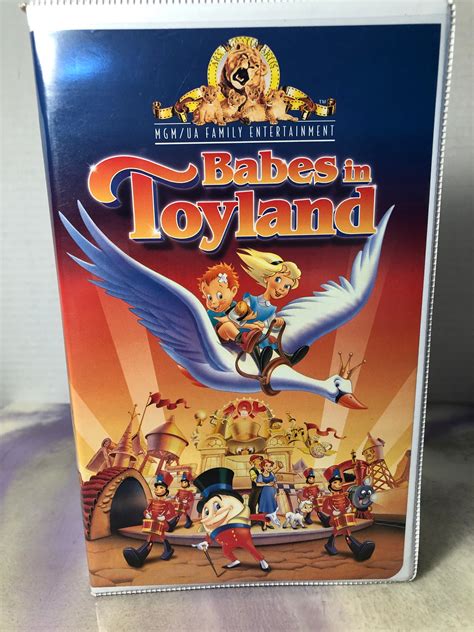 MGM/UA FAMILY ENTERTAINMENT
Babes in
Toyland